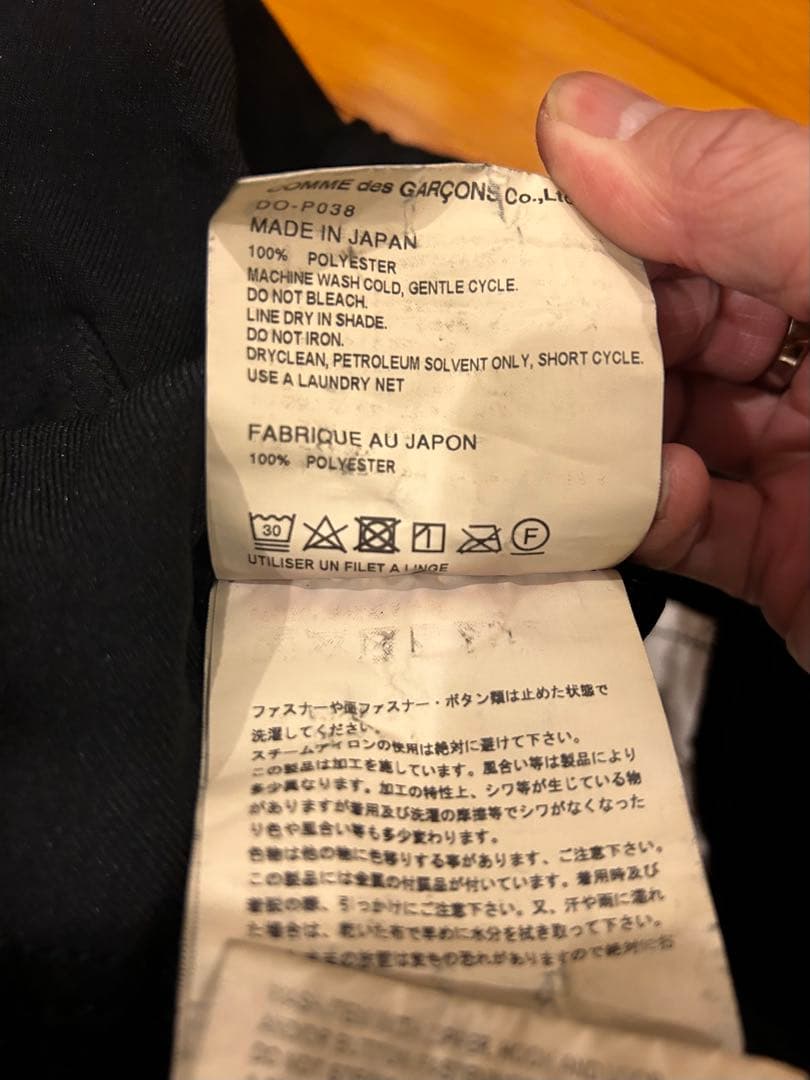 COMME des GARÇONS Co.,Lt
DO-P038
MADE IN JAPAN
100% POLYESTER
MACHINE WASH COLD, GENTLE CYCLE.
DO NOT BLEACH.
LINE DRY IN SHADE.
DO NOT IRON.
DRYCLEAN, PETROLEUM SOLVENT ONLY, SHORT CYCLE.
USE A LAUNDRY NET
FABRIQUE AU JAPON
100% POLYESTER
30 F
UTILISER UN FILET A LINGE
ファスナーや面ファスナー・ボタン類は止めた状態で
洗濯してください。
スチームアイロンの使用は絶対に避けて下さい。
この製品は加工を施しています。風合い等は製品により
多少異なります。加工の特性上、シワ等が生じている物
がありますが着用及び洗濯の摩擦等でシワがなくなった
り色や風合い等も多少変わります。
色物は他の物に色移りする事があります、ご注意下さい。
この製品には金属の付属品が付いています。着用時及び
着脱の際、引っかけにご注意下さい。又、汗や雨に濡れ
た場合は、乾いた布で早めに水分を拭き取って下さい。
の恐れがありますので絶対に